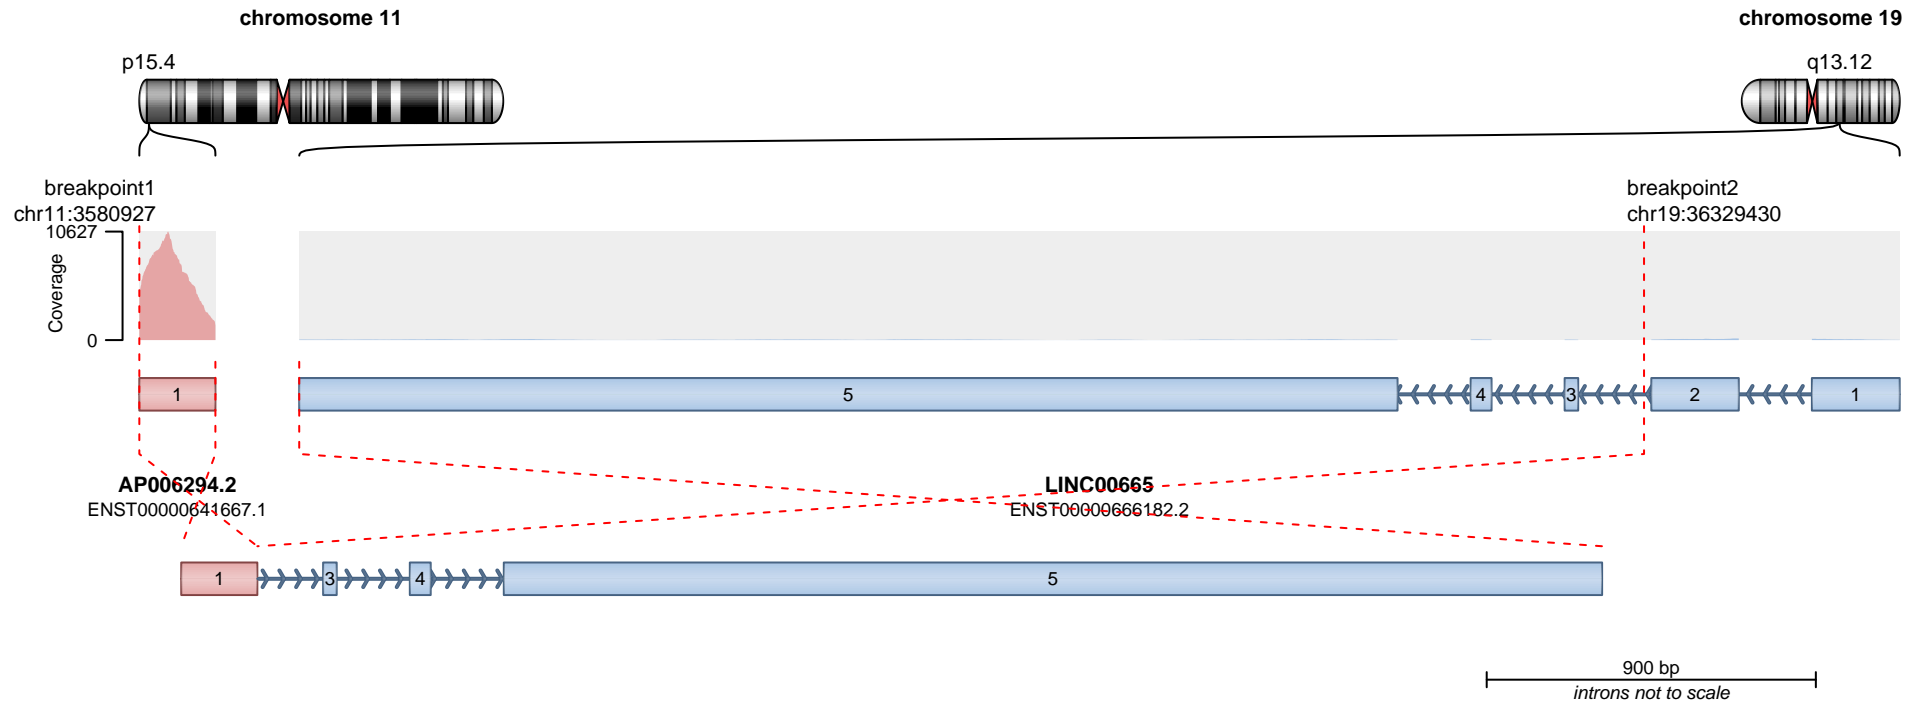 chromosome 11
chromosome 19
p15.4
q13.12
breakpoint1
chr11:3580927
breakpoint2
chr19:36329430
10627
Coverage
0
1
5
4
3
2
1
AP006294.2
ENST00000641667.1
LINC00665
ENST00000666182.2
1
3
4
5
900 bp
introns not to scale